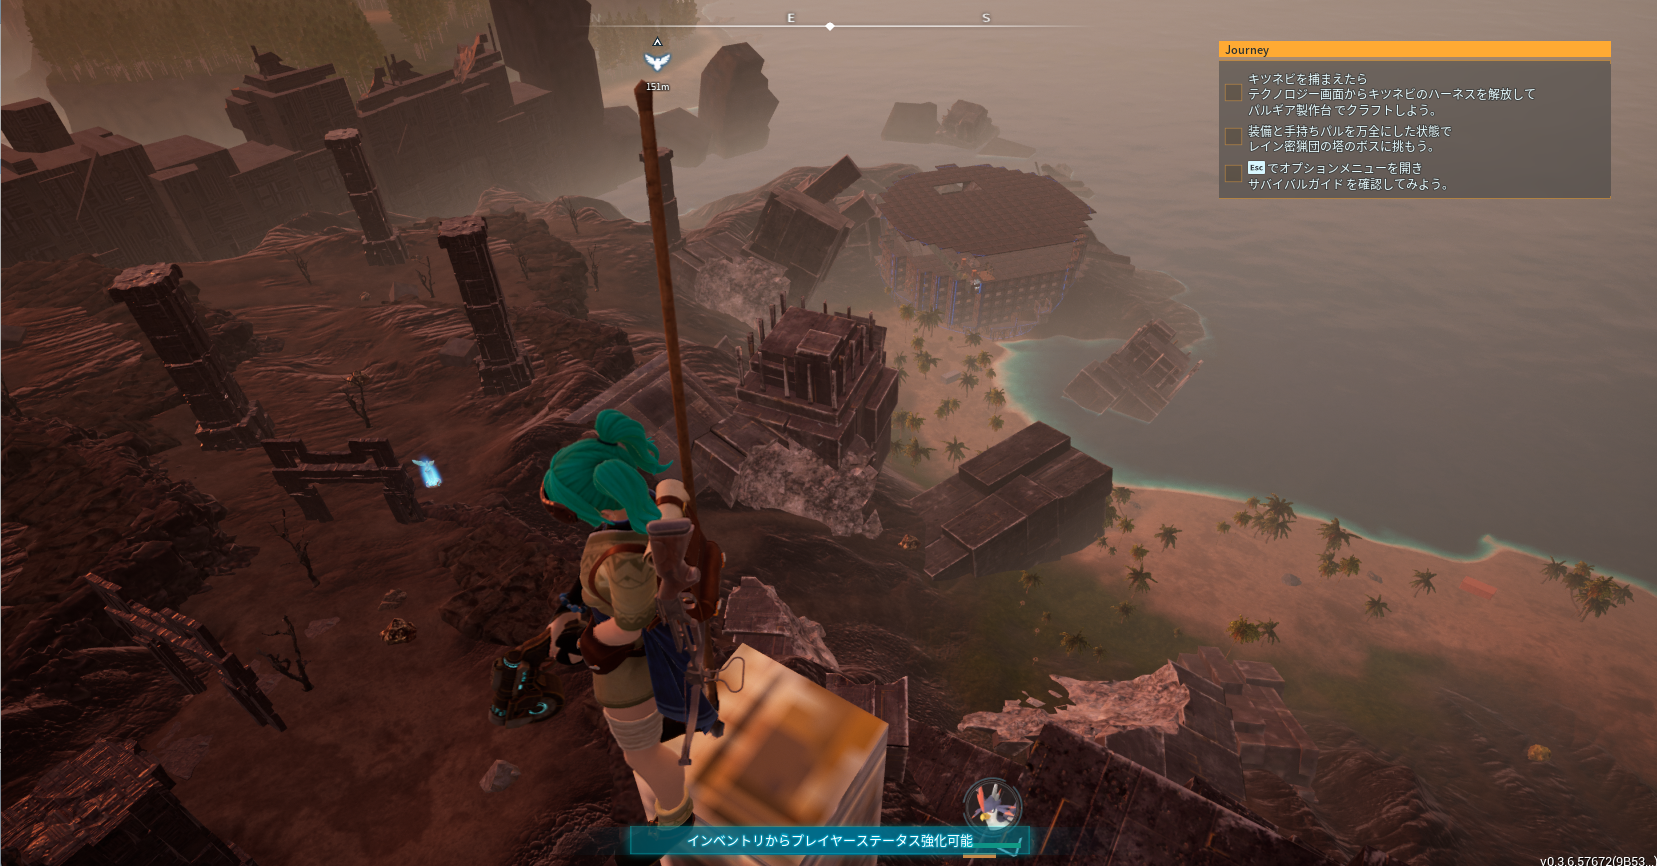 E
S
151m
Journey
キツネビを捕まえたら
テクノロジー画面からキツネビのハーネスを解放して
パルギア製作台 でクラフトしよう。
装備と手持ちパルを万全にした状態で
レイン密猟団の塔のボスに挑もう。
Esc でオプションメニューを開き
サバイバルガイド を確認してみよう。
インベントリからプレイヤーステータス強化可能
v0.3.6.57672(9B53...)